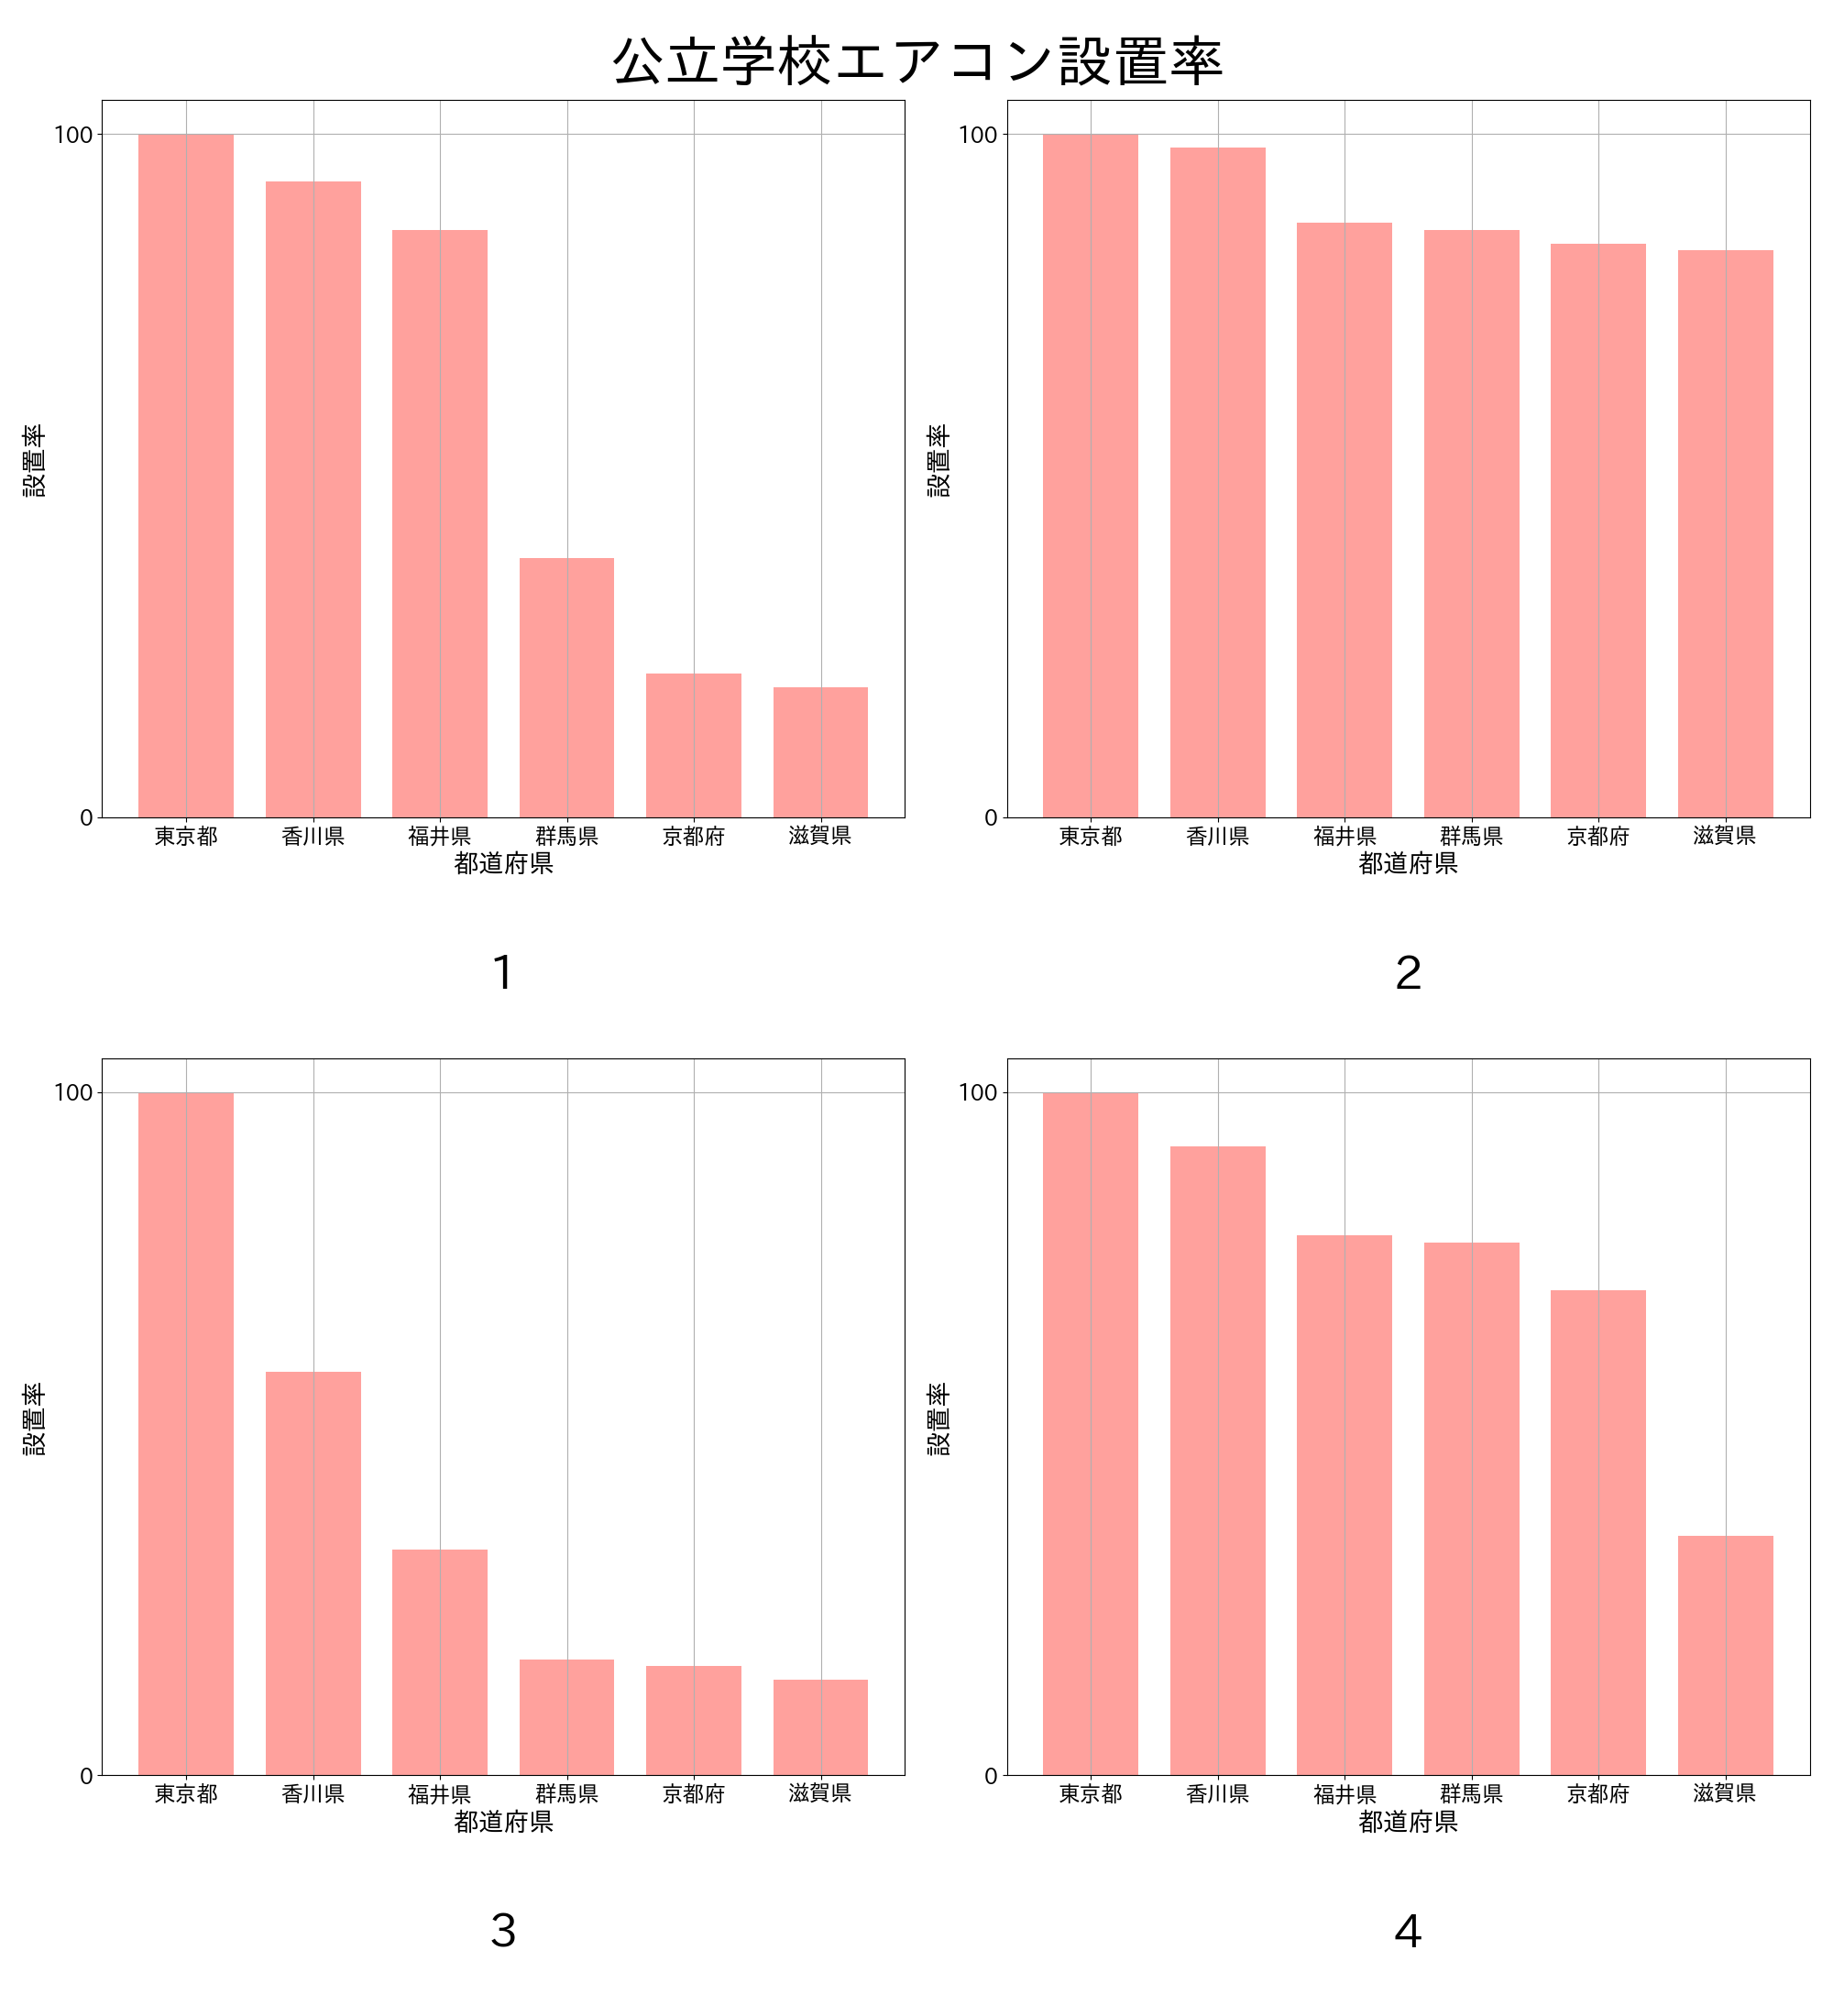 公立学校エアコン設置率
100
0
設置率
東京都 香川県 福井県 群馬県 京都府 滋賀県
都道府県
1
100
0
設置率
東京都 香川県 福井県 群馬県 京都府 滋賀県
都道府県
2
100
0
設置率
東京都 香川県 福井県 群馬県 京都府 滋賀県
都道府県
3
100
0
設置率
東京都 香川県 福井県 群馬県 京都府 滋賀県
都道府県
4